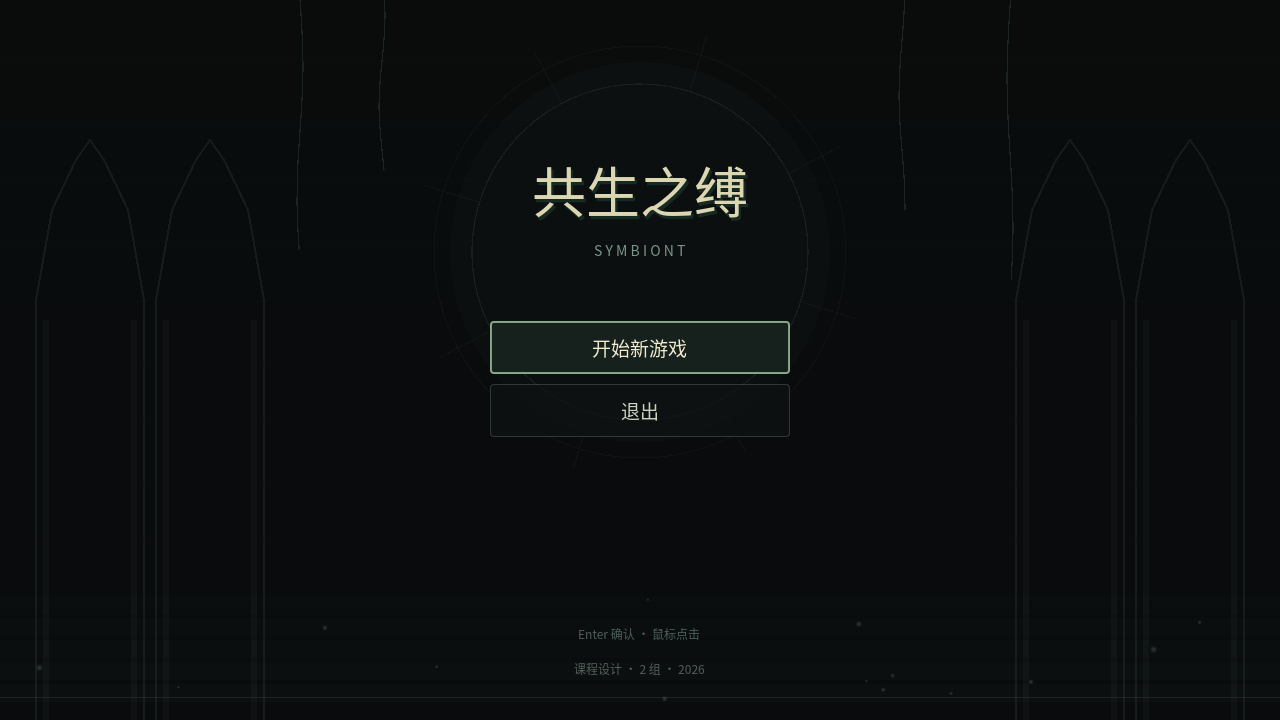 共生之缚
SYMBIONT
开始新游戏
退出
Enter 确认 · 鼠标点击
课程设计 · 2 组 · 2026